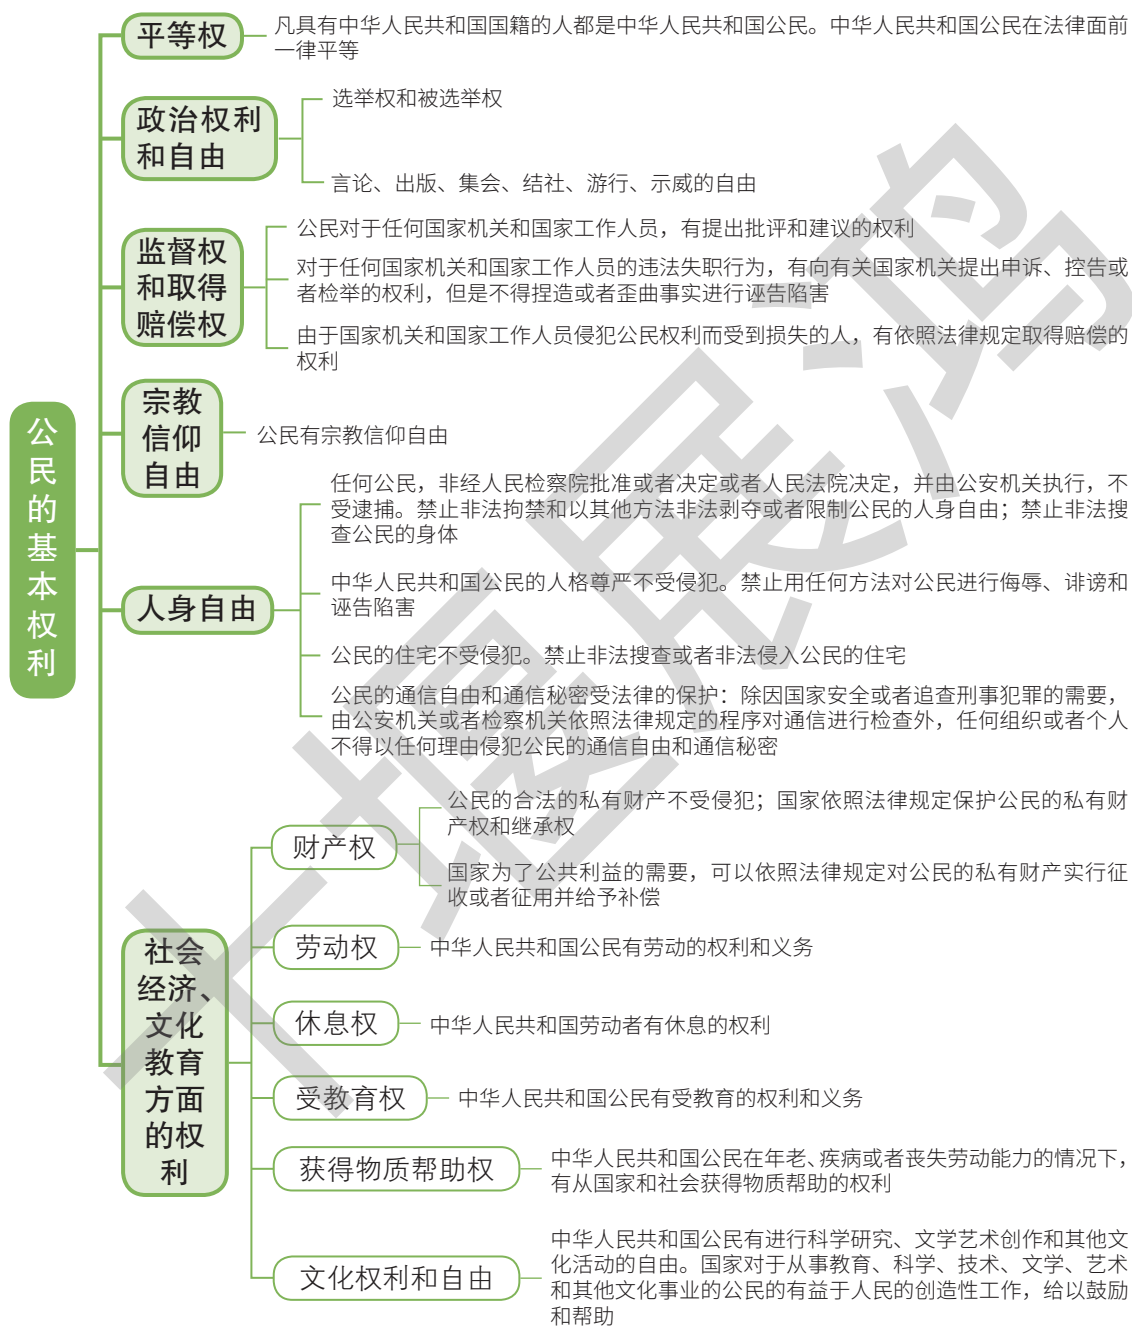 平等权
凡具有中华人民共和国国籍的人都是中华人民共和国公民。中华人民共和国公民在法律面前
一律平等
政治权利
和自由
选举权和被选举权
言论、出版、集会、结社、游行、示威的自由
监督权
和取得
赔偿权
公民对于任何国家机关和国家工作人员，有提出批评和建议的权利
对于任何国家机关和国家工作人员的违法失职行为，有向有关国家机关提出申诉、控告或
者检举的权利，但是不得捏造或者歪曲事实进行诬告陷害
由于国家机关和国家工作人员侵犯公民权利而受到损失的人，有依照法律规定取得赔偿的
权利
宗教
信仰
自由
公民有宗教信仰自由
公民的基本权利
人身自由
任何公民，非经人民检察院批准或者决定或者人民法院决定，并由公安机关执行，不
受逮捕。禁止非法拘禁和以其他方法非法剥夺或者限制公民的人身自由；禁止非法搜
查公民的身体
中华人民共和国公民的人格尊严不受侵犯。禁止用任何方法对公民进行侮辱、诽谤和
诬告陷害
公民的住宅不受侵犯。禁止非法搜查或者非法侵入公民的住宅
公民的通信自由和通信秘密受法律的保护：除因国家安全或者追查刑事犯罪的需要，
由公安机关或者检察机关依照法律规定的程序对通信进行检查外，任何组织或者个人
不得以任何理由侵犯公民的通信自由和通信秘密
社会
经济、
文化
教育
方面
的权
利
财产权
公民的合法的私有财产不受侵犯；国家依照法律规定保护公民的私有财
产权和继承权
国家为了公共利益的需要，可以依照法律规定对公民的私有财产实行征
收或者征用并给予补偿
劳动权
中华人民共和国公民有劳动的权利和义务
休息权
中华人民共和国劳动者有休息的权利
受教育权
中华人民共和国公民有受教育的权利和义务
获得物质帮助权
中华人民共和国公民在年老、疾病或者丧失劳动能力的情况下，
有从国家和社会获得物质帮助的权利
文化权利和自由
中华人民共和国公民有进行科学研究、文学艺术创作和其他文
化活动的自由。国家对于从事教育、科学、技术、文学、艺术
和其他文化事业的公民的有益于人民的创造性工作，给以鼓励
和帮助
十堰展鸿